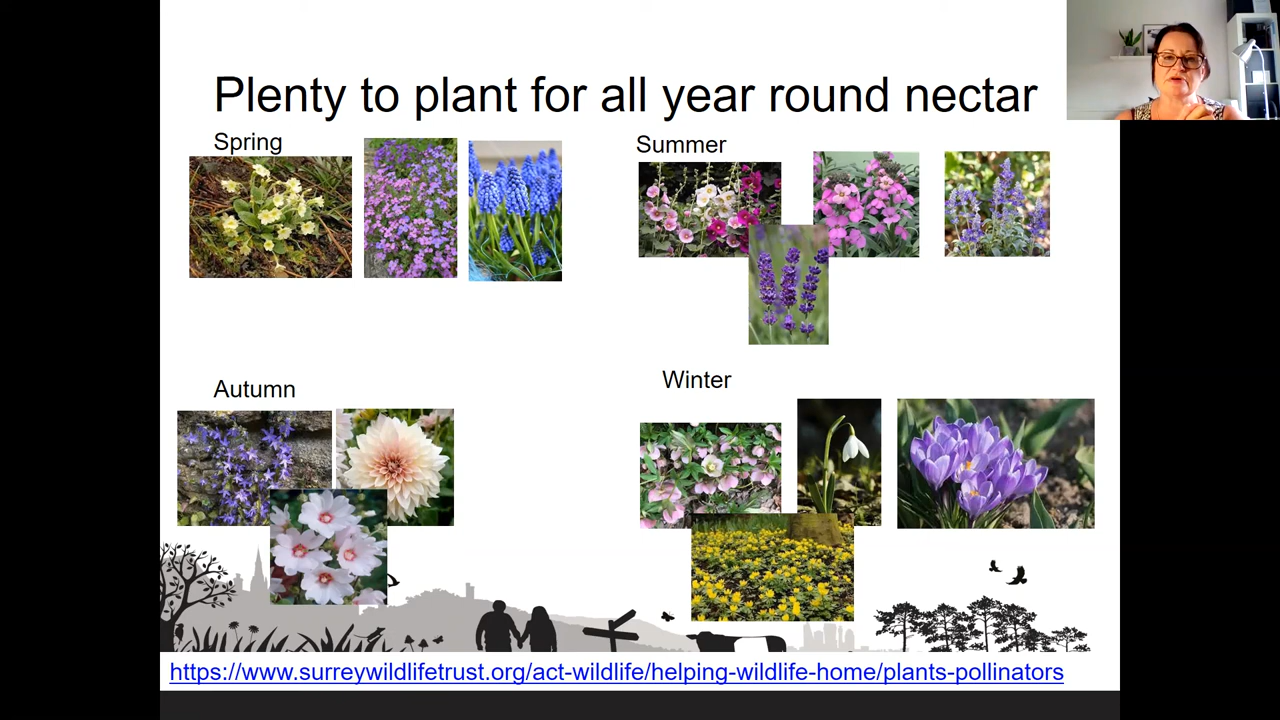 Plenty to plant for all year round nectar
Spring
Summer
Autumn
Winter
https://www.surreywildlifetrust.org/act-wildlife/helping-wildlife-home/plants-pollinators